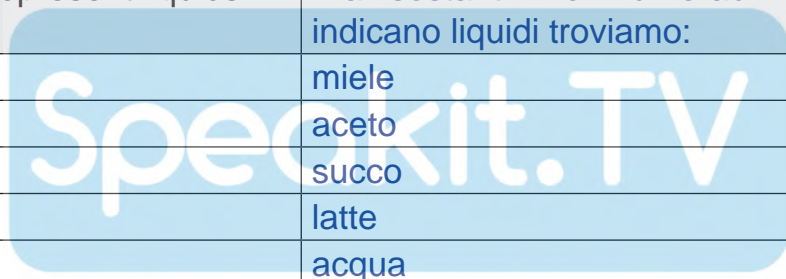 indicano liquidi troviamo:
miele
aceto
succo
latte
acqua
Speakit.TV